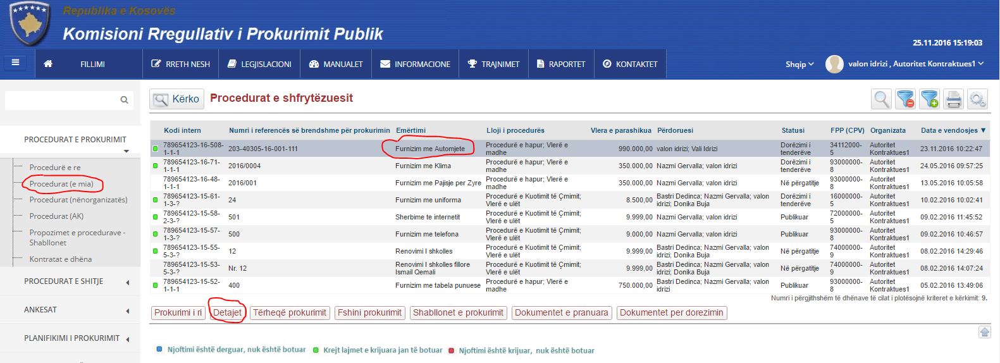 Republika e Kosovës
Komisioni Rregullativ i Prokurimit Publik
25.11.2016 15:19:03
FILLIMI RRETH NESH LEGJISLACIONI MANUALET INFORMACIONE TRAJNIMET RAPORTET KONTAKTET Shqip valon idrizi , Autoritet Kontraktues1
PROCEDURAT E PROKURIMIT
Procedurë e re
Procedurat (e mia)
Procedurat (nënorganizatës)
Procedurat (AK)
Propozimet e procedurave -
Shabllonet
Kontratat e dhëna
PROCEDURAT E SHITJE
ANKESAT
PLANIFIKIMI I PROKURIMIT
Kërko Procedurat e shfrytëzuesit
Kodi intern Numri i referencës së brendshme për prokurimin Emërtimi Lloji i procedurës Vlera e parashikua Përdoruesi Statusi FPP (CPV) Organizata Data e vendosjes ▼
789654123-16-508- Procedurë e hapur; Vlerë e Dorëzimi i 34112000- Autoritet
1-1-1 203-40305-16-001-111 Furnizim me Automjete madhe 990.000,00 valon idrizi; Vali Idrizi tenderëve 5 Kontraktues1 23.11.2016 10:22:47
789654123-16-71- Procedurë e hapur; Vlerë e Dorëzimi i 93000000- Autoritet
1-1-1 2016/0004 Furnizim me Klima madhe 350.000,00 Nazmi Gervalla; valon idrizi tenderëve 8 Kontraktues1 24.05.2016 09:57:25
789654123-16-48- Procedurë e hapur; Vlerë e 93000000- Autoritet
1-1-1 2016/001 Furnizim me Pajisje per Zyre madhe 350.000,00 Nazmi Gervalla; valon idrizi Në përgatitje 8 Kontraktues1 13.05.2016 10:05:58
789654123-15-61- Procedurë e Kuotimit të Çmimit; Bastri Dedinca; Nazmi Gervalla; valon Dorëzimi i 16000000- Autoritet
1-3-? 24 Furnizim me uniforma Vlerë e ulët 8.500,00 idrizi; Donika Buja tenderëve 5 Kontraktues1 10.02.2016 10:02:41
789654123-15-58- Procedurë e Kuotimit të Çmimit; 72000000- Autoritet
2-3-? 501 Sherbime te internetit Vlerë e ulët 9.999,00 Nazmi Gervalla; valon idrizi Publikuar 5 Kontraktues1 09.02.2016 11:45:52
789654123-15-57- Procedurë e Kuotimit të Çmimit; 93000000- Autoritet
1-3-? 500 Furnizim me telefona Vlerë e ulët 9.000,00 Nazmi Gervalla; valon idrizi Publikuar 8 Kontraktues1 09.02.2016 10:46:57
789654123-15-55- Procedurë e Kuotimit të Çmimit; Bastri Dedinca; Nazmi Gervalla; valon 74000000- Autoritet
5-3-? 12 Renovimi I shkolles Vlerë e ulët 9.999,00 idrizi; Donika Buja Në përgatitje 9 Kontraktues1 08.02.2016 14:29:46
789654123-15-53- Renovimi I shkolles fillore Procedurë e Kuotimit të Çmimit; Bastri Dedinca; Nazmi Gervalla; valon 74000000- Autoritet
5-3-? Nr. 12 Ismail Qemali Vlerë e ulët 9.999,00 idrizi; Donika Buja Në përgatitje 9 Kontraktues1 08.02.2016 14:07:24
789654123-15-52- Procedurë e hapur; Vlerë e Bastri Dedinca; Nazmi Gervalla; valon 93000000- Autoritet
1-1-1 400 Furnizim me tabela punuese madhe 750.000,00 idrizi; Donika Buja Publikuar 8 Kontraktues1 05.02.2016 13:49:06
Numri i përgjithshëm të dhënave të cilat i plotësojnë kriteret e kërkimit: 9.
Prokurimi i ri Detajet Tërheqë prokurimit Fshini prokurimit Shabllonet e prokurimit Dokumentet e pranuara Dokumentet per dorezimin
Njoftimi është derguar, nuk është botuar Krejt lajmet e krijuara jan të botuar Njoftimi është krijuar, nuk është botuar